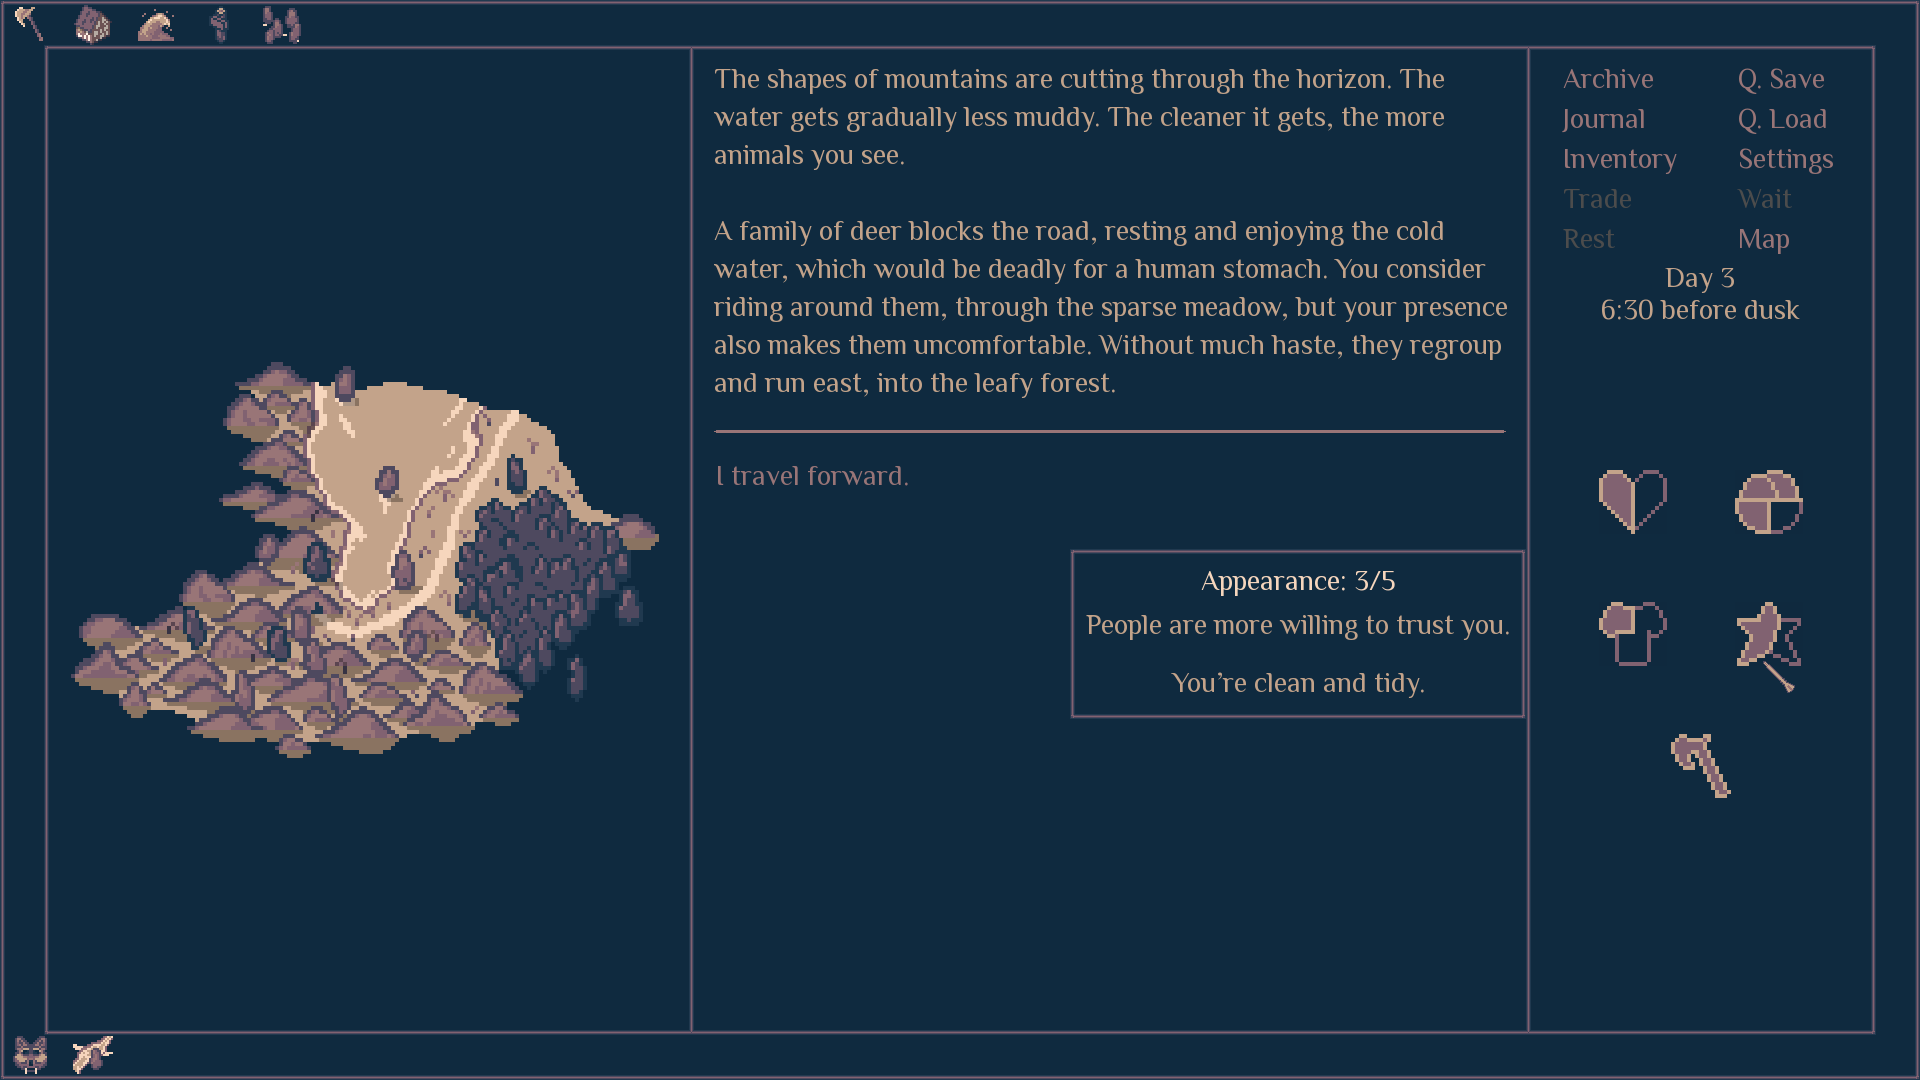 The shapes of mountains are cutting through the horizon. The
water gets gradually less muddy. The cleaner it gets, the more
animals you see.
A family of deer blocks the road, resting and enjoying the cold
water, which would be deadly for a human stomach. You consider
riding around them, through the sparse meadow, but your presence
also makes them uncomfortable. Without much haste, they regroup
and run east, into the leafy forest.
I travel forward.
Appearance: 3/5
People are more willing to trust you.
You’re clean and tidy.
Archive Q. Save
Journal Q. Load
Inventory Settings
Trade Wait
Rest Map
Day 3
6:30 before dusk